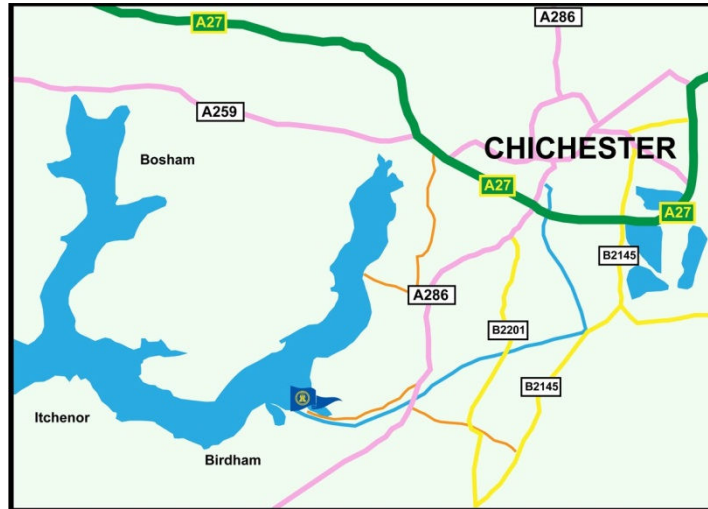 A27
A286
A259
Bosham
CHICHESTER
A27
A27
B2145
A286
B2201
B2145
Itchenor
Birdham